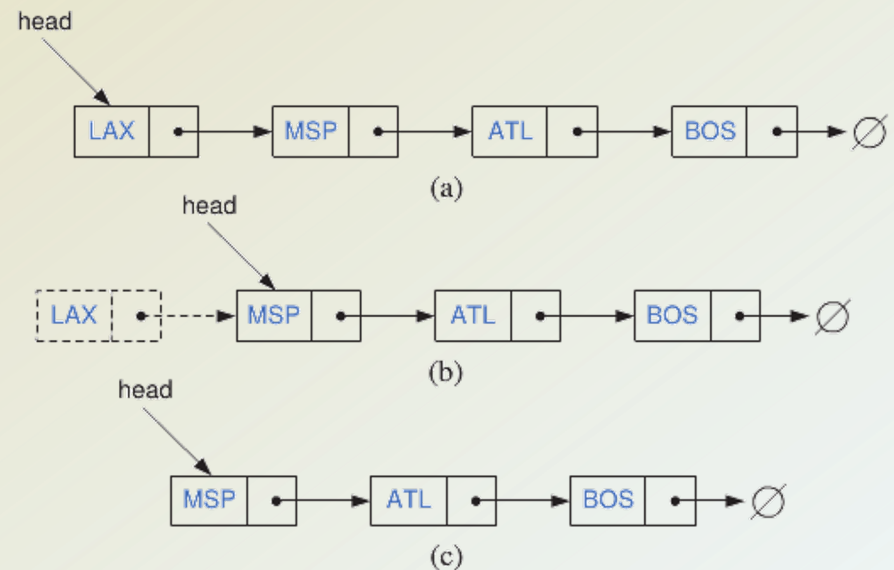 head
LAX MSP ATL BOS ∅
(a)
head
LAX MSP ATL BOS ∅
(b)
head
MSP ATL BOS ∅
(c)